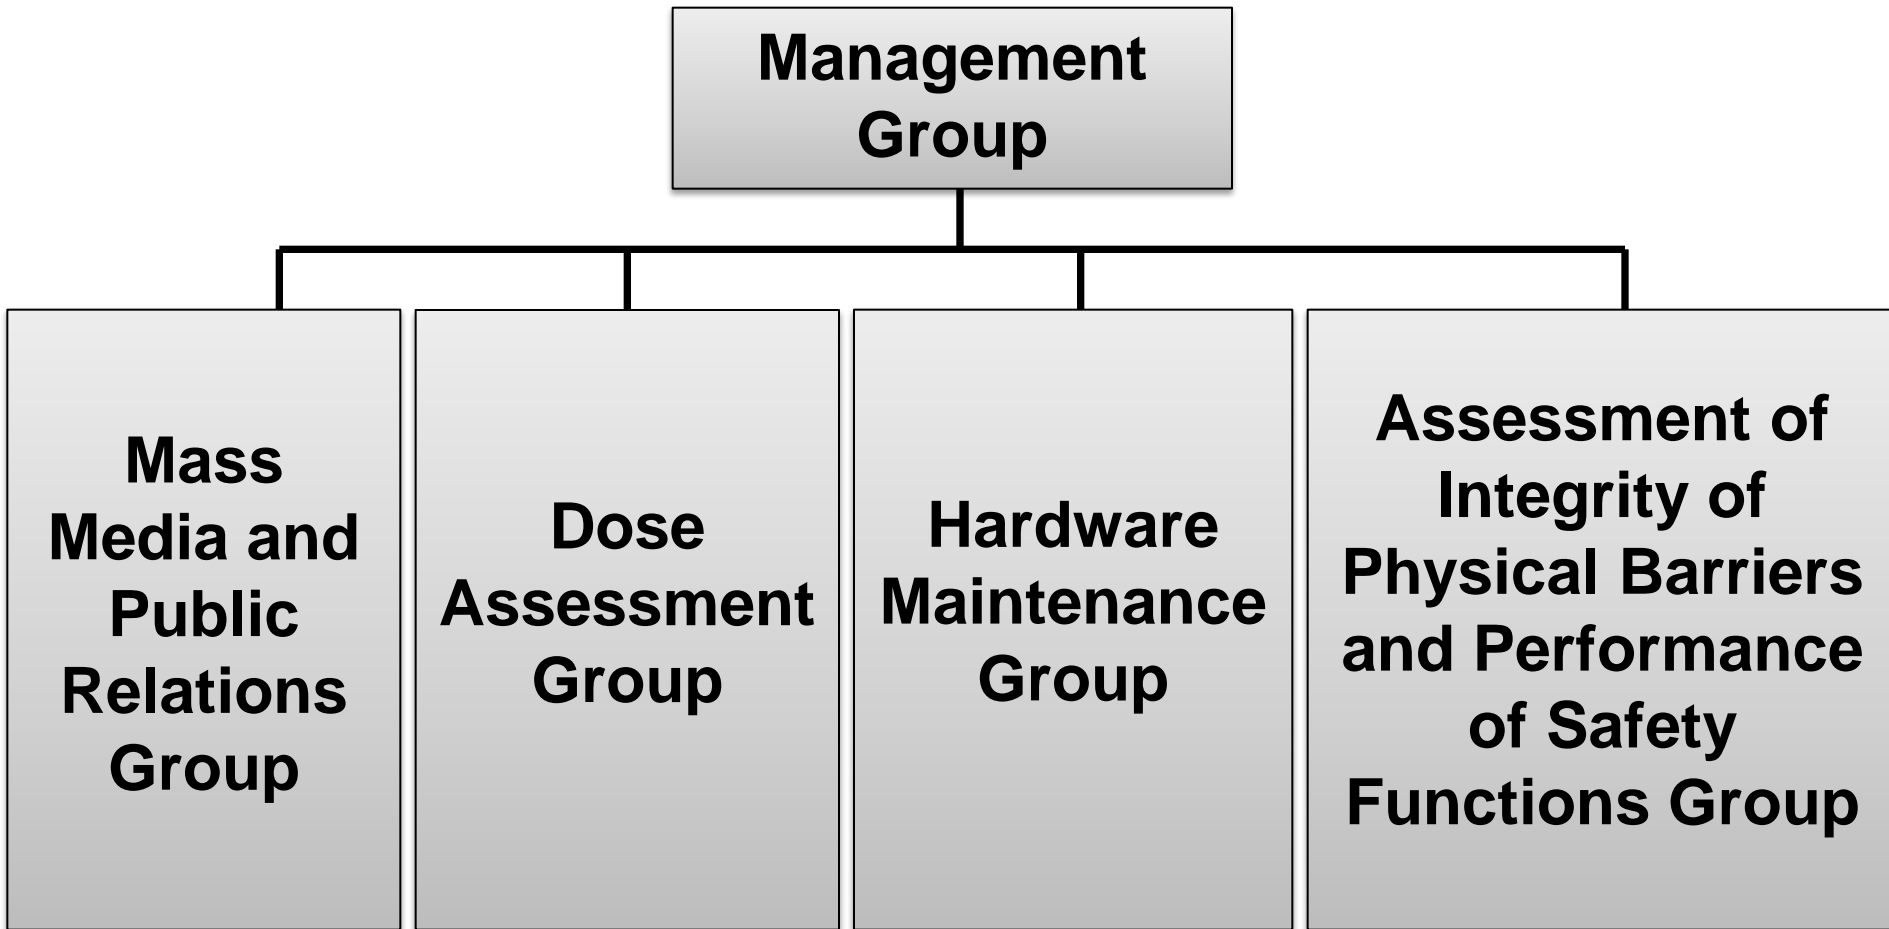 Management
Group
Mass
Media and
Public
Relations
Group
Dose
Assessment
Group
Hardware
Maintenance
Group
Assessment of
Integrity of
Physical Barriers
and Performance
of Safety
Functions Group